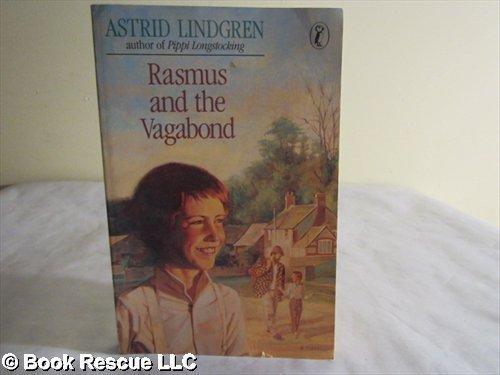 ASTRID LINDGREN
author of Pippi Longstocking
Rasmus
and the
Vagabond
© Book Rescue LLC